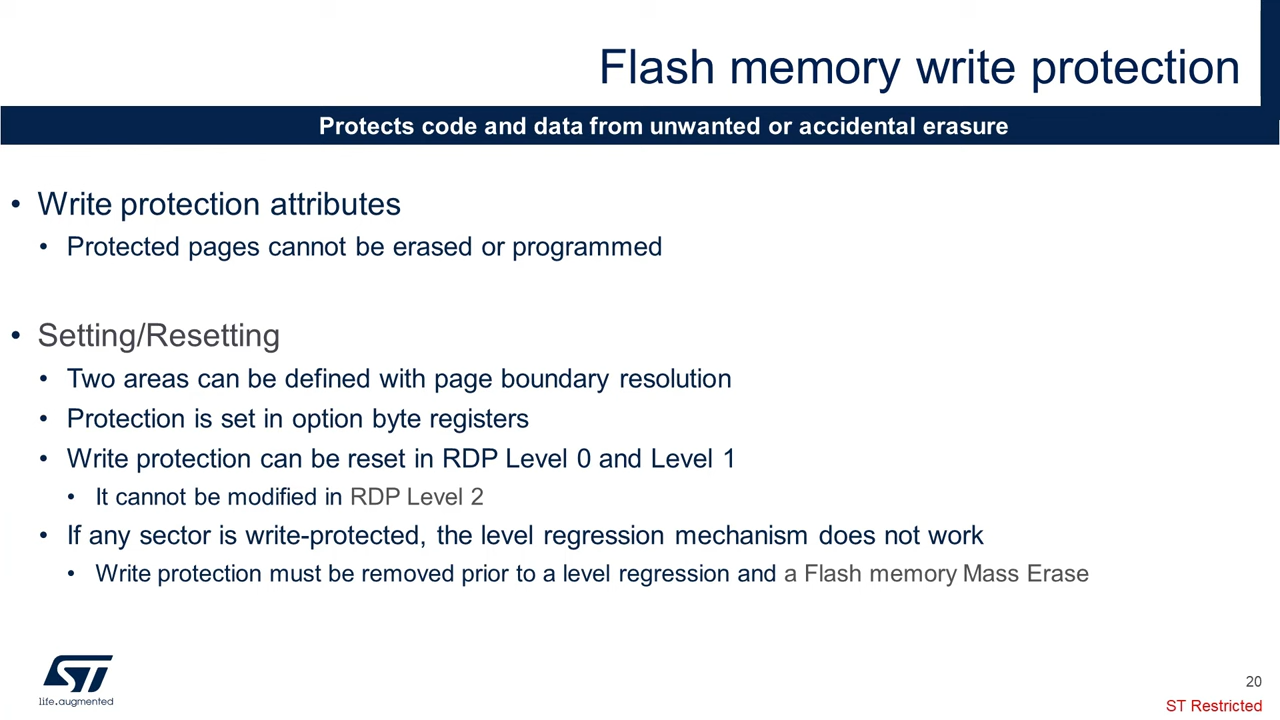 Flash memory write protection
Protects code and data from unwanted or accidental erasure
• Write protection attributes
• Protected pages cannot be erased or programmed
• Setting/Resetting
• Two areas can be defined with page boundary resolution
• Protection is set in option byte registers
• Write protection can be reset in RDP Level 0 and Level 1
• It cannot be modified in RDP Level 2
• If any sector is write-protected, the level regression mechanism does not work
• Write protection must be removed prior to a level regression and a Flash memory Mass Erase
ST
life.augmented
20
ST Restricted